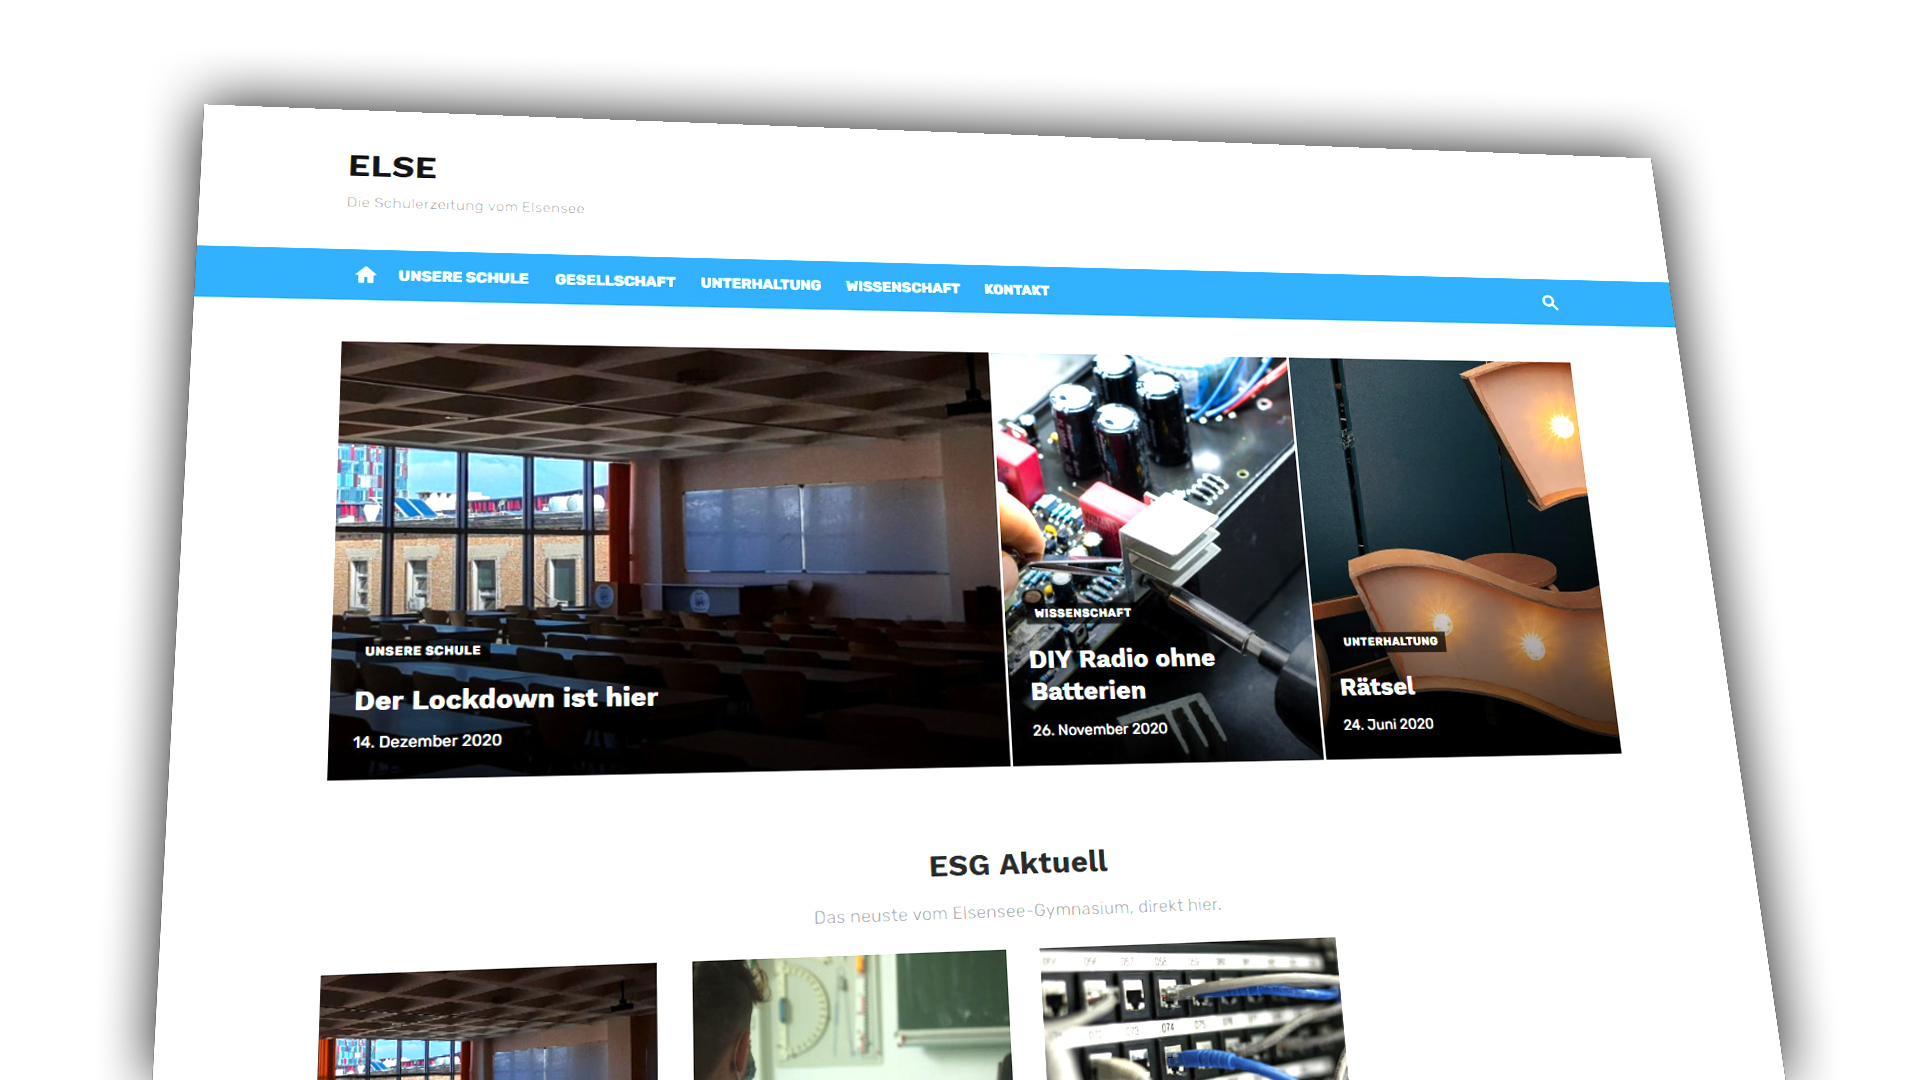 ELSE
Die Schulerzeitung vom Elsensee
UNSERE SCHULE GESELLSCHAFT UNTERHALTUNG WISSENSCHAFT KONTAKT
UNSERE SCHULE
Der Lockdown ist hier
14. Dezember 2020
WISSENSCHAFT
DIY Radio ohne
Batterien
26. November 2020
UNTERHALTUNG
Rätsel
24. Juni 2020
ESG Aktuell
Das neuste vom Elsensee-Gymnasium, direkt hier.
058
074